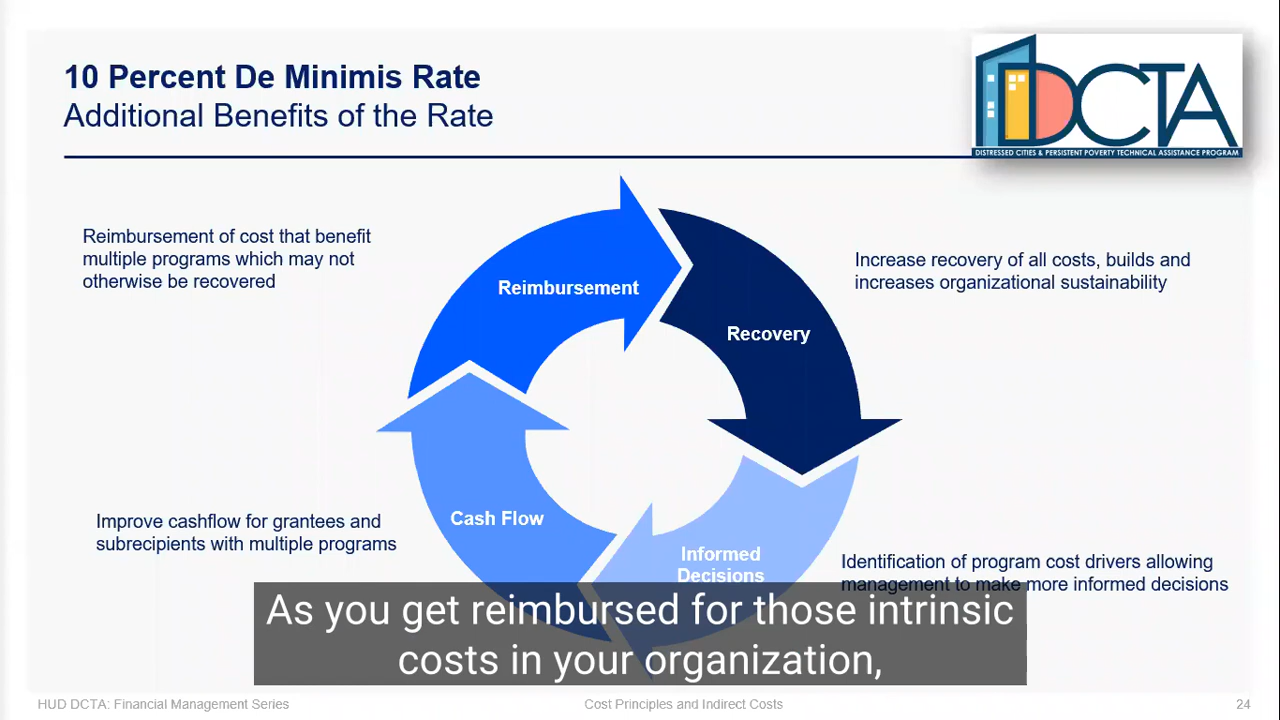 10 Percent De Minimis Rate
Additional Benefits of the Rate
DCTA
DISTRESSED CITIES & PERSISTENT POVERTY TECHNICAL ASSISTANCE PROGRAM
Reimbursement of cost that benefit
multiple programs which may not
otherwise be recovered
Reimbursement
Increase recovery of all costs, builds and
increases organizational sustainability
Recovery
Improve cashflow for grantees and
subrecipients with multiple programs
Cash Flow
Informed
Decisions
Identification of program cost drivers allowing
management to make more informed decisions
As you get reimbursed for those intrinsic
costs in your organization,
HUD DCTA: Financial Management Series
Cost Principles and Indirect Costs
24